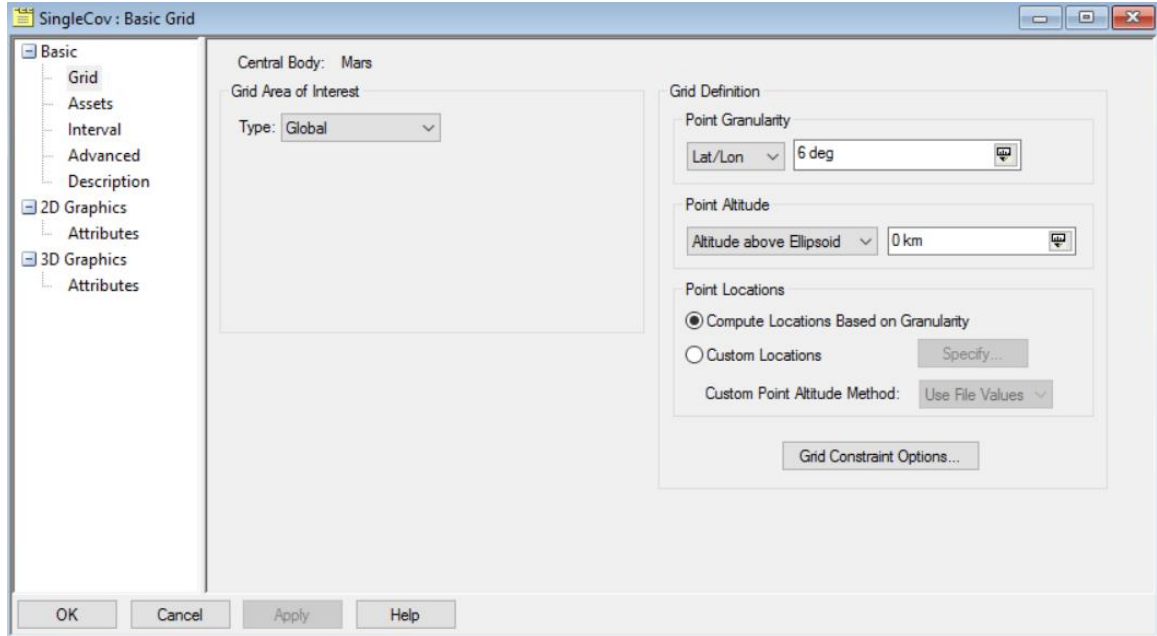 SingleCov : Basic Grid
Basic
Grid
Assets
Interval
Advanced
Description
2D Graphics
Attributes
3D Graphics
Attributes
Central Body: Mars
Grid Area of Interest
Type: Global
Grid Definition
Point Granularity
Lat/Lon 6 deg
Point Altitude
Altitude above Ellipsoid 0 km
Point Locations
Compute Locations Based on Granularity
Custom Locations Specify...
Custom Point Altitude Method: Use File Values
Grid Constraint Options...
OK Cancel Apply Help